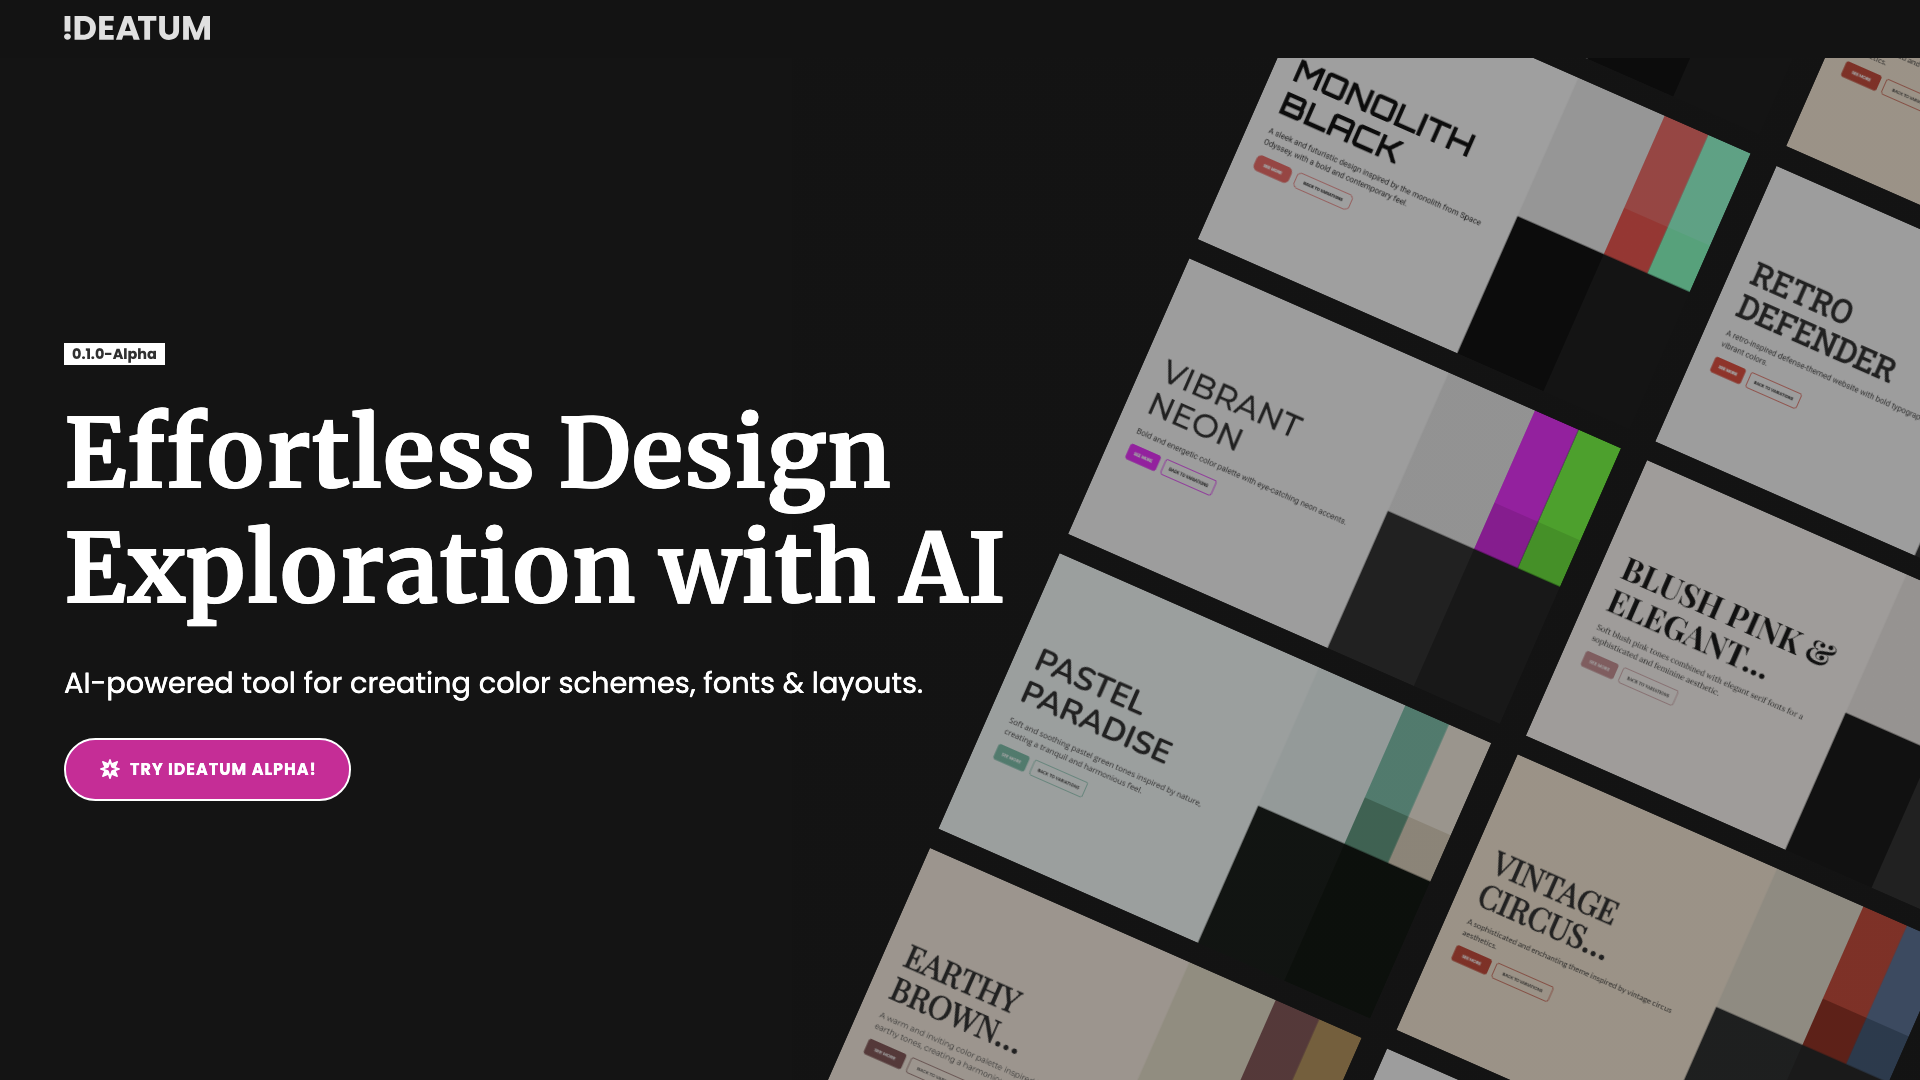 !DEATUM
0.1.0-Alpha
Effortless Design
Exploration with AI
AI-powered tool for creating color schemes, fonts & layouts.
TRY IDEATUM ALPHA!
MONOLITH
BLACK
A sleek and futuristic design inspired by the monolith from Space
Odyssey, with a bold and contemporary feel.
SEE MORE
BACK TO VARIATIONS
VIBRANT
NEON
Bold and energetic color palette with eye-catching neon accents.
SEE MORE
BACK TO VARIATIONS
PASTEL
PARADISE
Soft and soothing pastel green tones inspired by nature,
creating a tranquil and harmonious feel.
SEE MORE
BACK TO VARIATIONS
EARTHY
BROWN...
A warm and inviting color palette inspired
earthy tones, creating a
SEE MORE
SEE MORE
RETRO
DEFENDER
A retro-inspired defense-themed website with bold
vibrant colors.
SEE MORE
BACK TO VARIATIONS
BLUSH PINK &
ELEGANT...
Soft blush pink tones combined with elegant serif fonts for a
sophisticated and feminine aesthetic.
SEE MORE
BACK TO VARIATIONS
VINTAGE
CIRCUS...
A sophisticated and enchanting theme inspired by vintage circus
aesthetics.
SEE MORE
BACK TO VARIATIONS